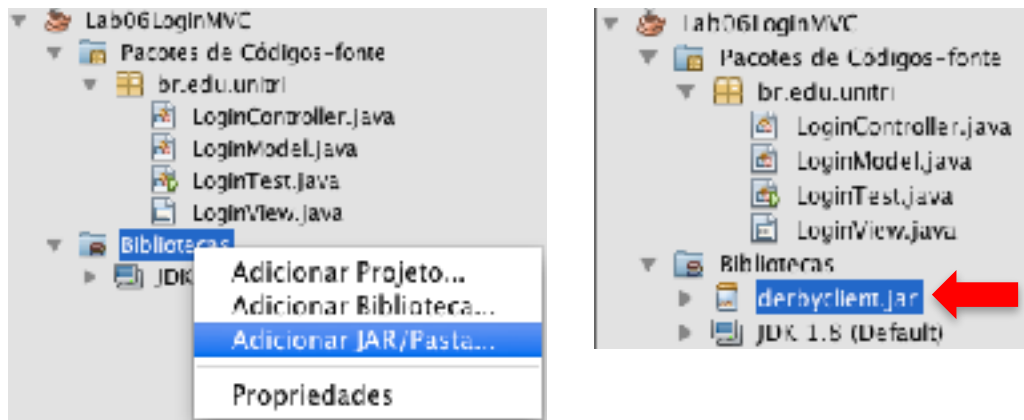 Lab06LoginMVC
Pacotes de Códigos-fonte
br.edu.unitri
LoginController.java
LoginModel.java
LoginTest.java
LoginView.java
Bibliotecas
JDK
Adicionar Projeto...
Adicionar Biblioteca...
Adicionar JAR/Pasta...
Propriedades
Lab06LoginMVC
Pacotes de Códigos-fonte
br.edu.unitri
LoginController.java
LoginModel.java
LoginTest.java
LoginView.java
Bibliotecas
derbyclient.jar
JDK 1.8 (Default)